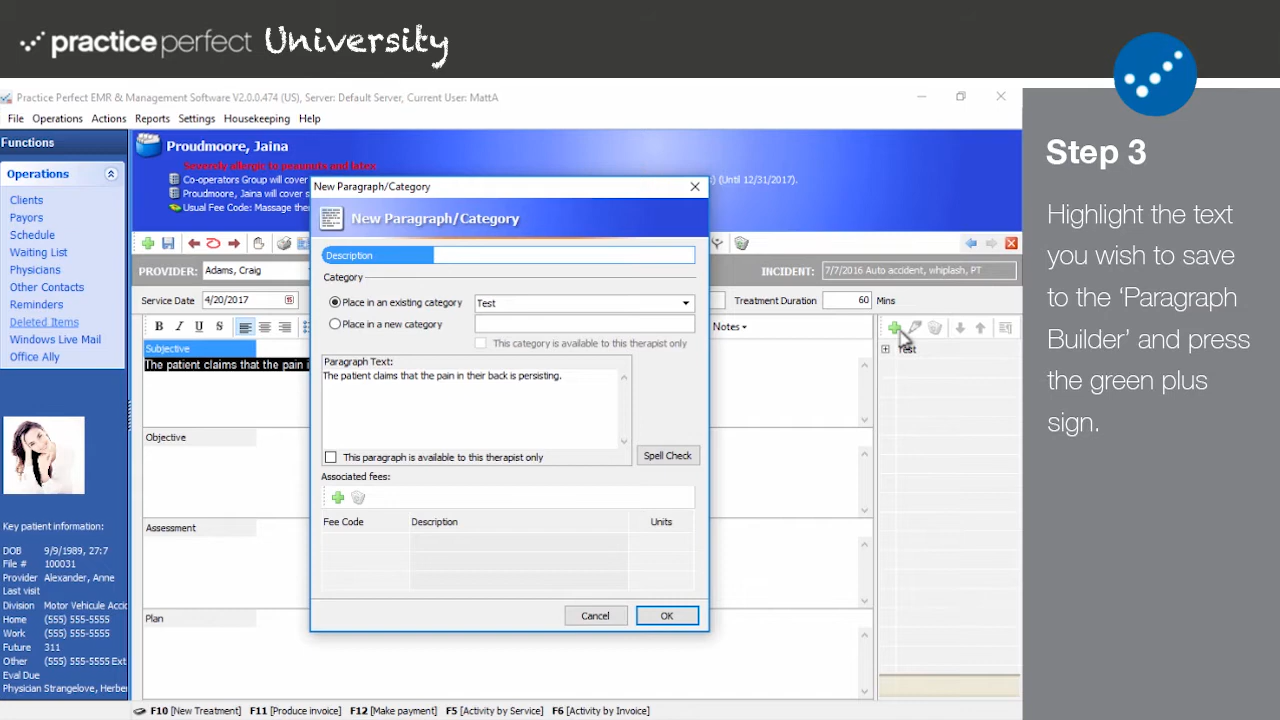 practiceperfect University
Practice Perfect EMR & Management Software V2.0.0.474 (US), Server: Default Server, Current User: MattA
File Operations Actions Reports Settings Housekeeping Help
Functions
Operations
Clients
Payors
Schedule
Waiting List
Physicians
Other Contacts
Reminders
Deleted Items
Windows Live Mail
Office Ally
Key patient information:
DOB 9/9/1989, 27:7
File # 100031
Provider Alexander, Anne
Last visit
Division Motor Vehicule Accid
Home (555) 555-5555
Work (555) 555-5555
Future 311
Other (555) 555-5555 Ext
Eval Due
Physician Strangelove, Herber
Proudmoore, Jaina
Severely allergic to peanuts and latex
Co-operators Group will cover
) (Until 12/31/2017).
Proudmoore, Jaina will cover
Usual Fee Code: Massage the
PROVIDER: Adams, Craig
INCIDENT: 7/7/2016 Auto accident, whiplash, PT
Service Date 4/20/2017
Treatment Duration 60 Mins
B I U S
Notes
Subjective
The patient claims that the pain i
Objective
Assessment
Plan
Test
New Paragraph/Category
New Paragraph/Category
Description
Category
Place in an existing category Test
Place in a new category
This category is available to this therapist only
Paragraph Text:
The patient claims that the pain in their back is persisting.
This paragraph is available to this therapist only
Spell Check
Associated fees:
Fee Code Description Units
Cancel OK
F10 [New Treatment] F11 [Produce invoice] F12 [Make payment] F5 [Activity by Service] F6 [Activity by Invoice]
Step 3
Highlight the text
you wish to save
to the ‘Paragraph
Builder’ and press
the green plus
sign.